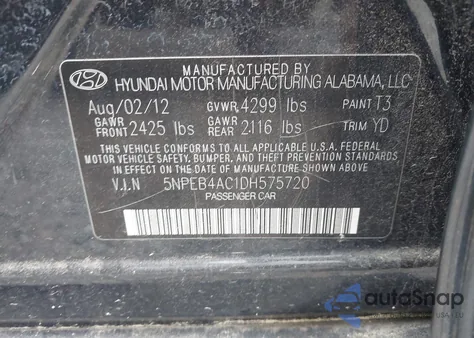 MANUFACTURED BY
HYUNDAI MOTOR MANUFACTURING ALABAMA, LLC
Aug/02/12 GVWR 4299 lbs PAINT T3
GAWR FRONT 2425 lbs GAWR REAR 2116 lbs TRIM YD
THIS VEHICLE CONFORMS TO ALL APPLICABLE U.S.A. FEDERAL
MOTOR VEHICLE SAFETY, BUMPER, AND THEFT PREVENTION
STANDARDS IN EFFECT ON THE DATE OF MANUFACTURE SHOWN ABOVE.
V.I.N 5NPEB4AC1DH575720
PASSENGER CAR
autoSnap